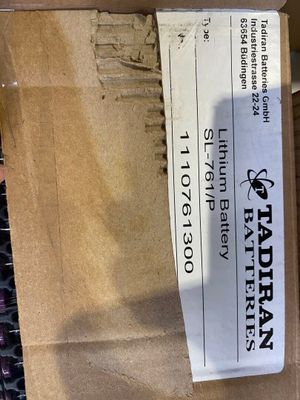 TADIRAN
BATTERIES
Tadiran Batteries GmbH
Industriestrasse 22-24
63654 Büdingen
Lithium Battery
Type:
SL-761/P
1110761300